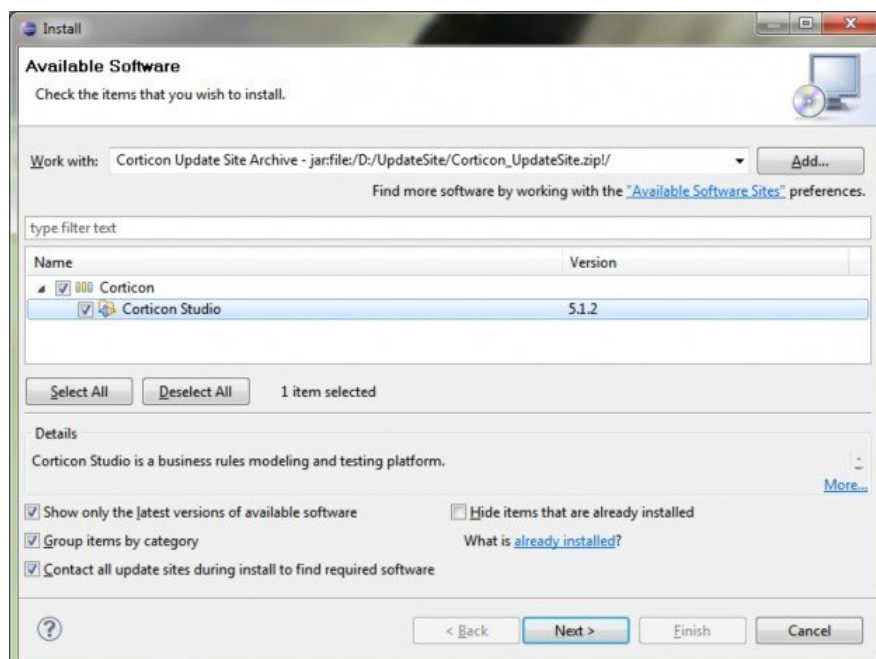 Install
Available Software
Check the items that you wish to install.
Work with: Corticon Update Site Archive - jar:file:/D:/UpdateSite/Corticon_UpdateSite.zip!/ Add...
Find more software by working with the "Available Software Sites" preferences.
type filter text
Name Version
Corticon
Corticon Studio 5.1.2
Select All Deselect All 1 item selected
Details
Corticon Studio is a business rules modeling and testing platform.
More...
Show only the latest versions of available software Hide items that are already installed
Group items by category What is already installed?
Contact all update sites during install to find required software
? < Back Next > Finish Cancel